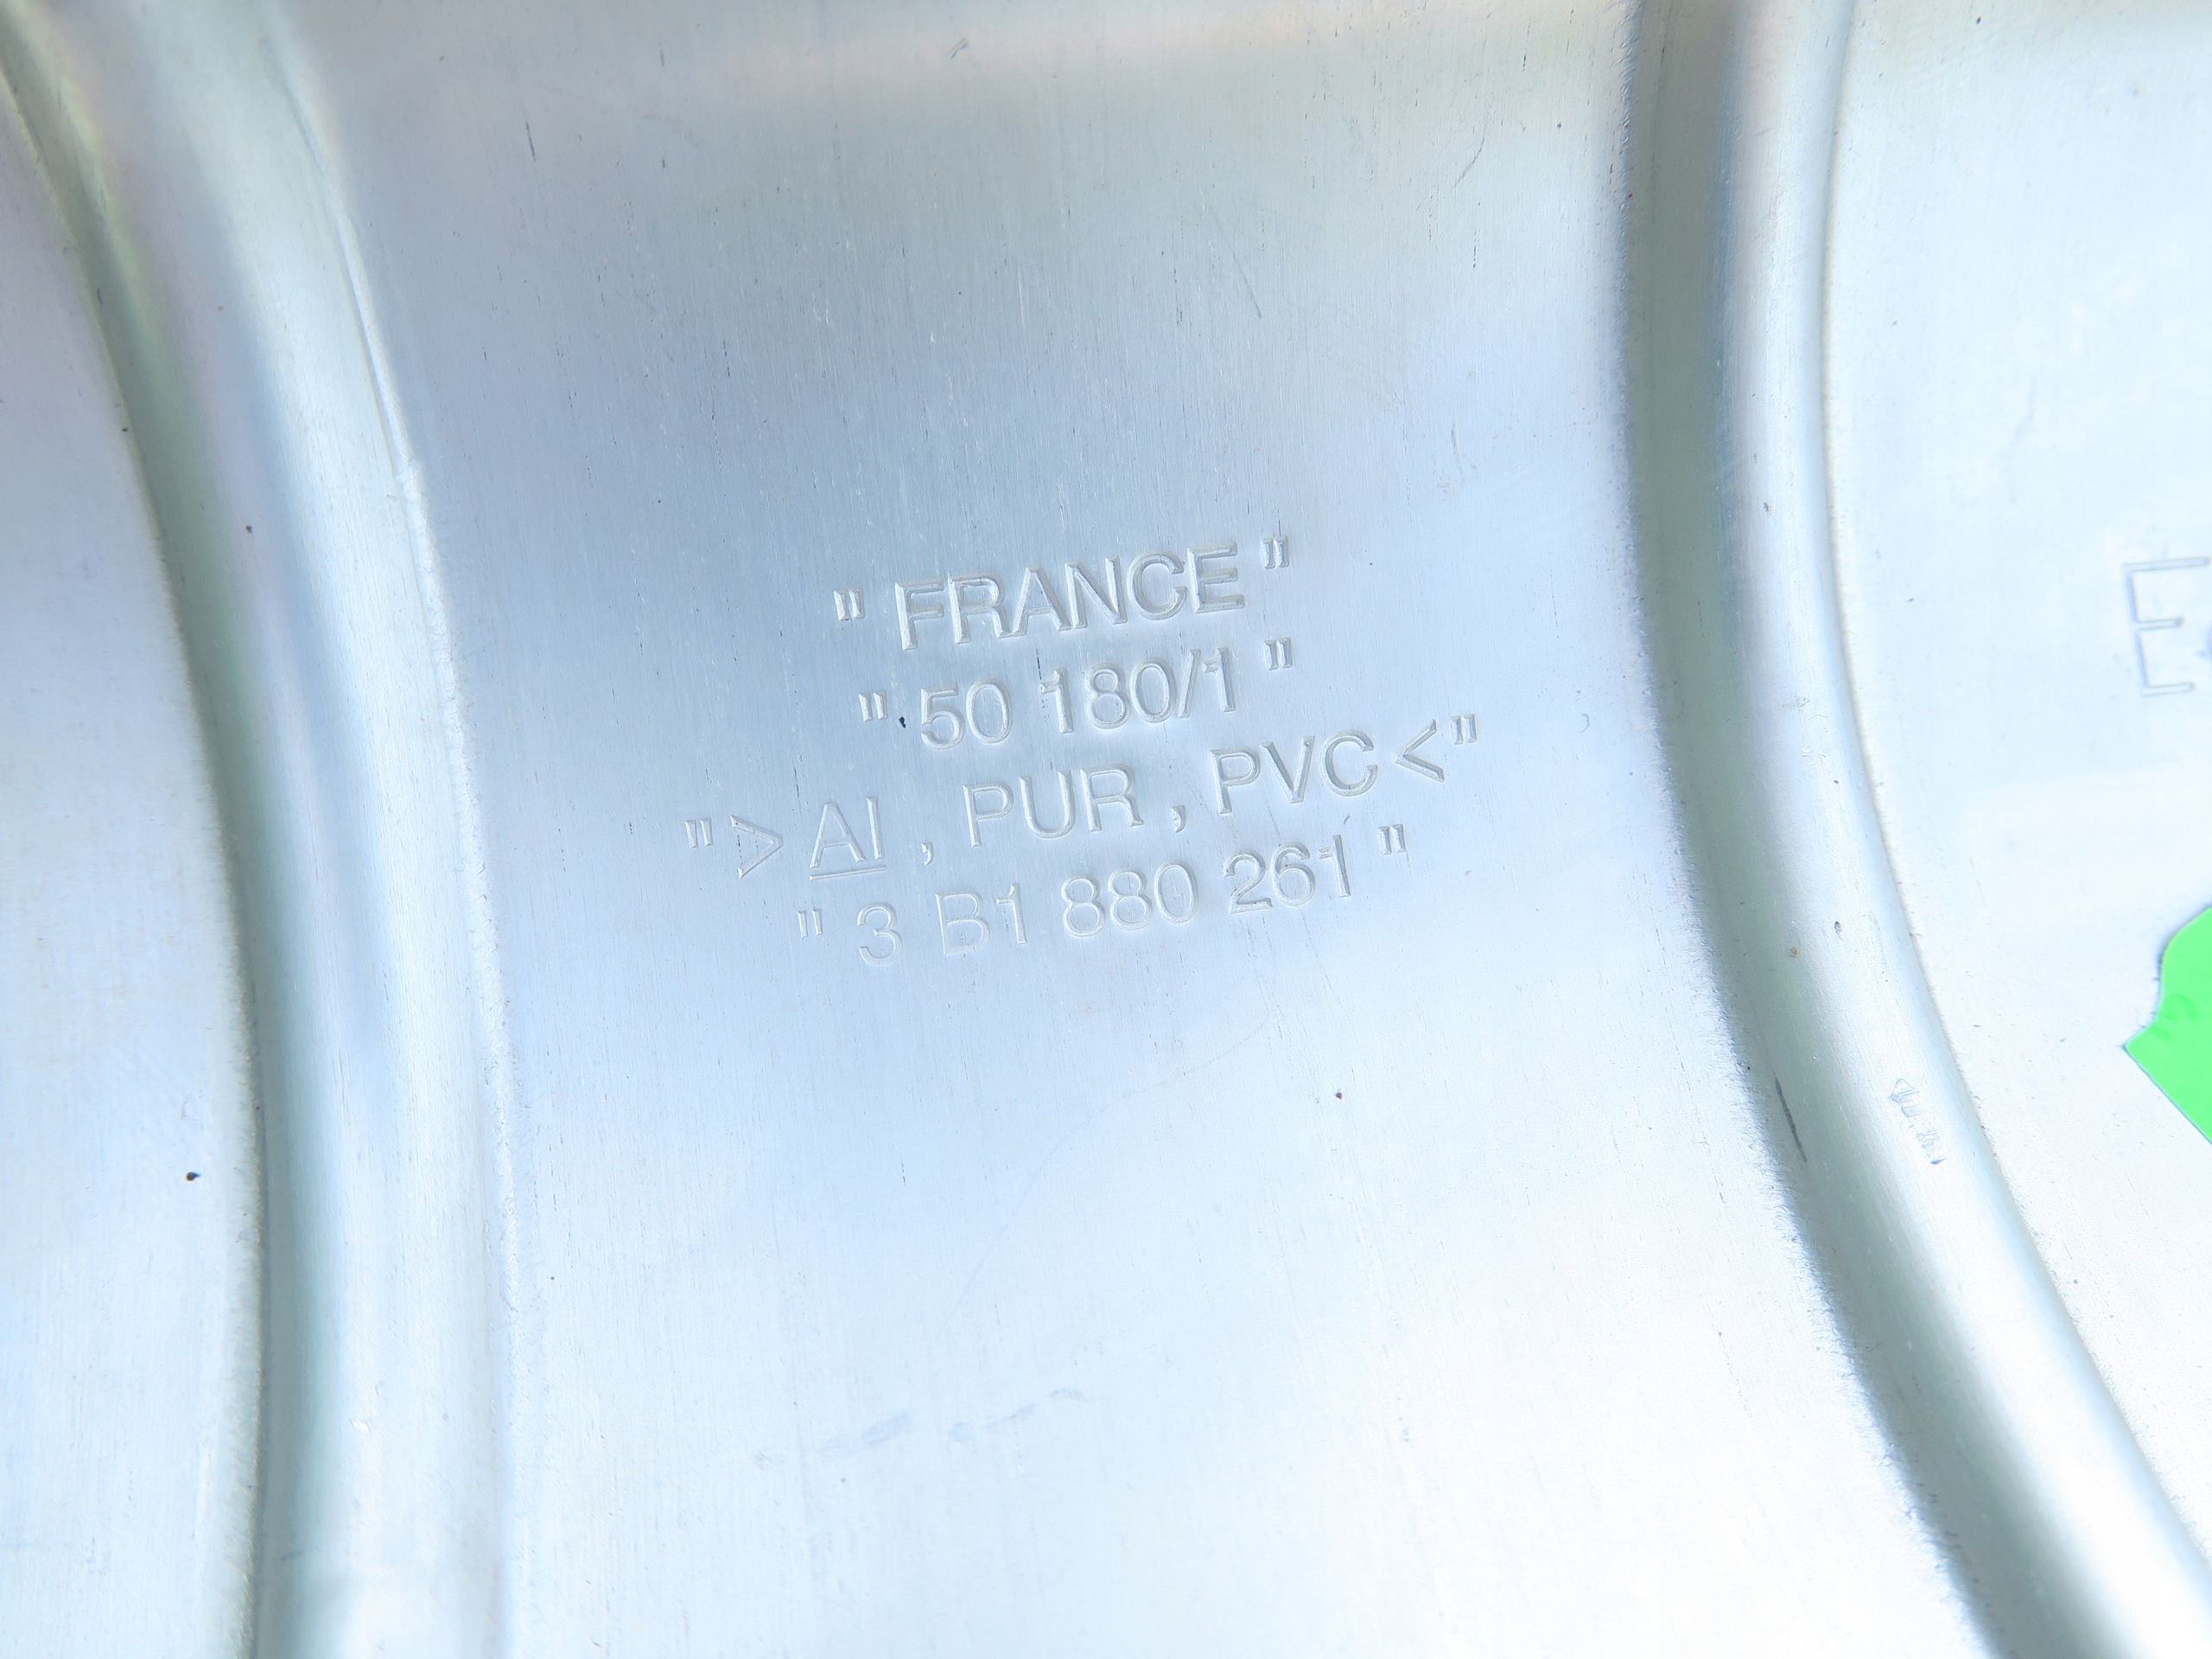 " FRANCE "
" 50 180/1 "
"> Al , PUR , PVC <"
" 3 B1 880 261 "